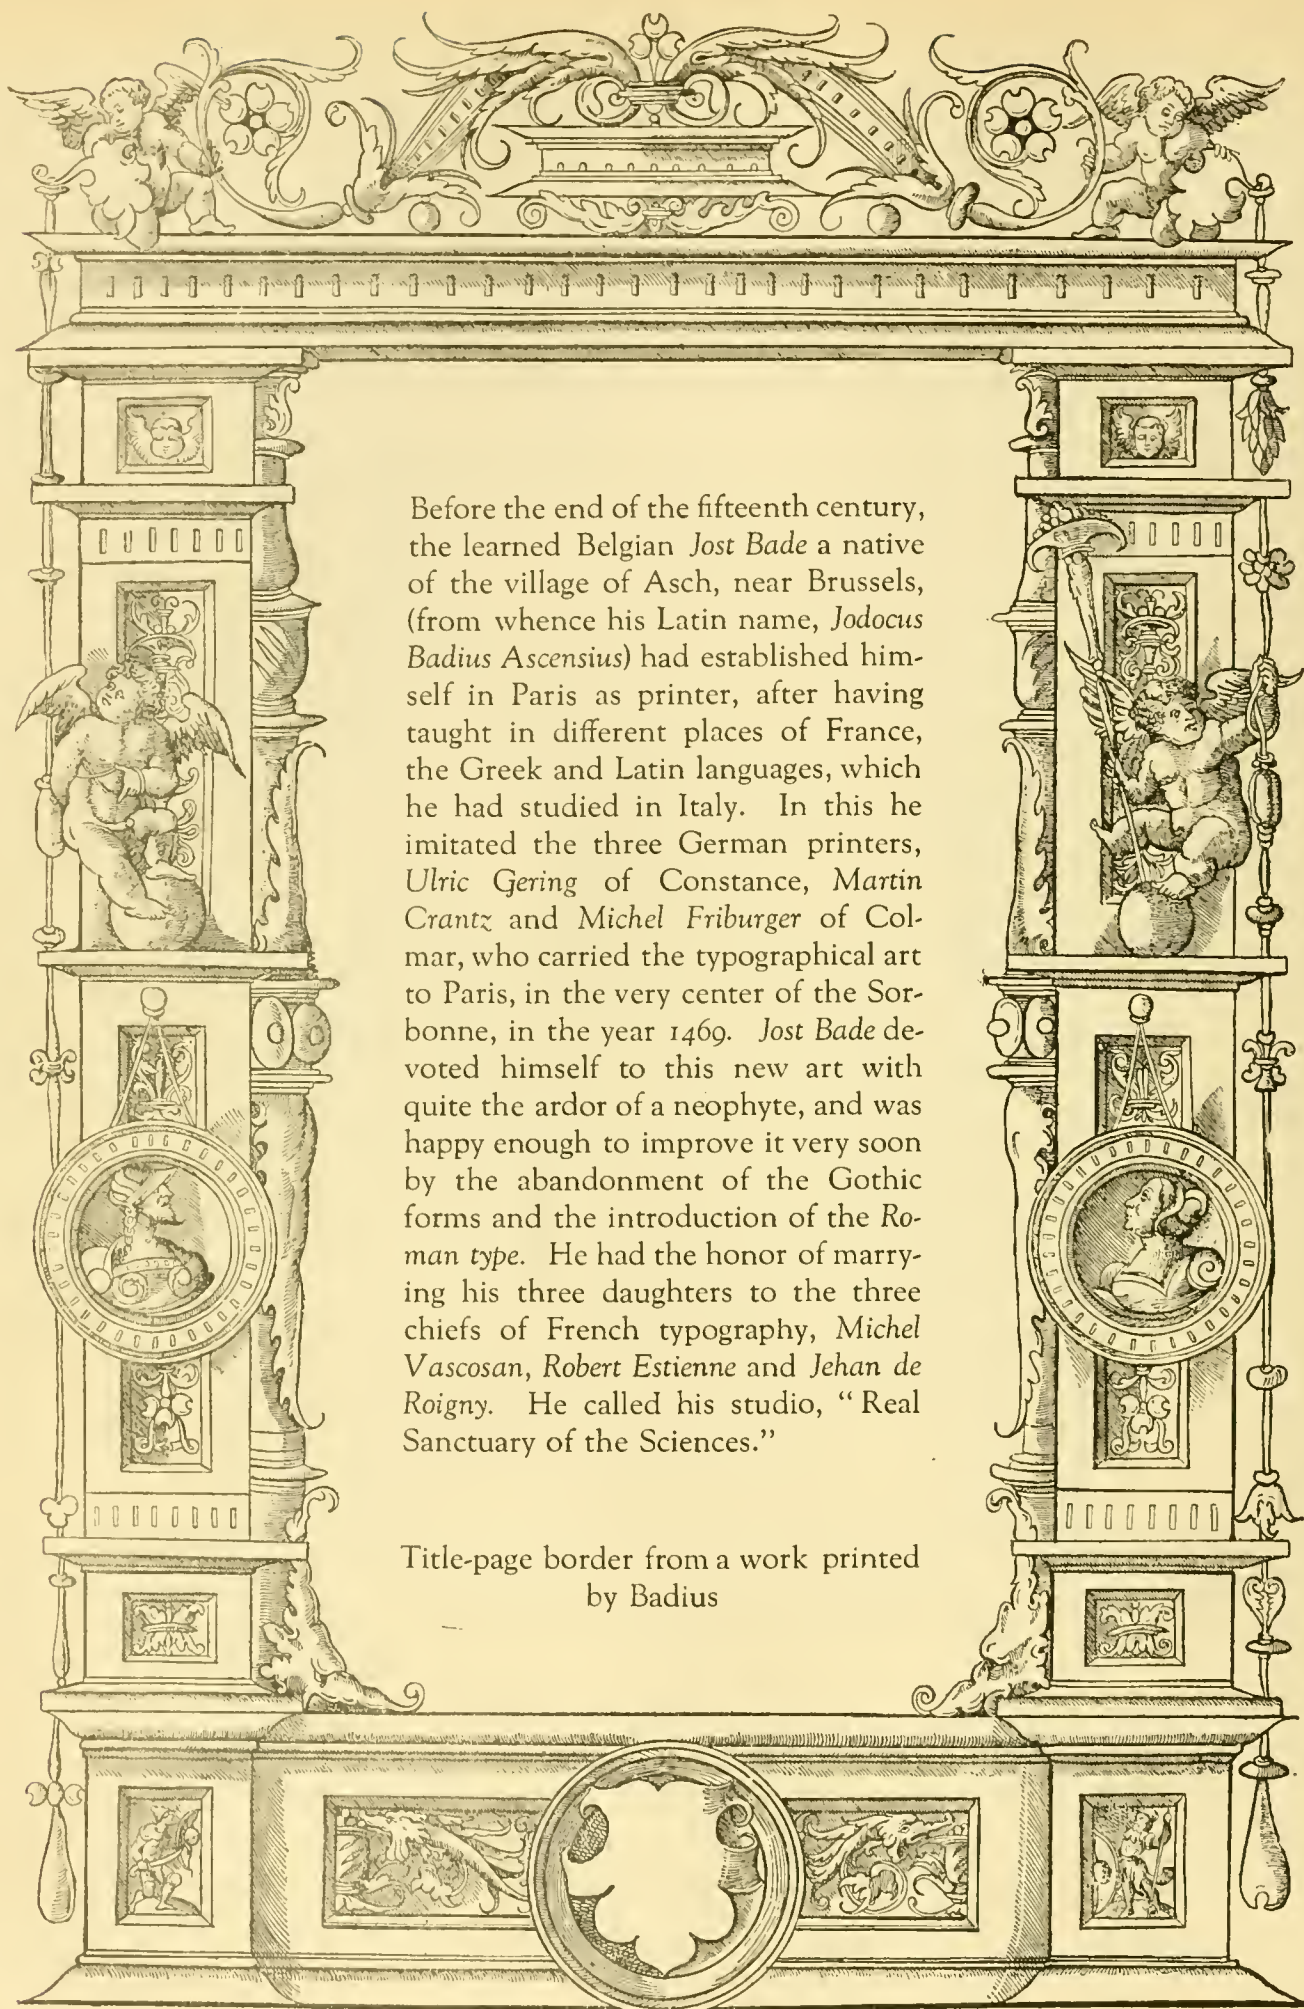 Before the end of the fifteenth century,
the learned Belgian Jost Bade a native
of the village of Asch, near Brussels,
(from whence his Latin name, Jodocus
Badius Ascensius) had established him-
self in Paris as printer, after having
taught in different places of France,
the Greek and Latin languages, which
he had studied in Italy. In this he
imitated the three German printers,
Ulric Gering of Constance, Martin
Crantz and Michel Friburger of Col-
mar, who carried the typographical art
to Paris, in the very center of the Sor-
bonne, in the year 1469. Jost Bade de-
voted himself to this new art with
quite the ardor of a neophyte, and was
happy enough to improve it very soon
by the abandonment of the Gothic
forms and the introduction of the Ro-
man type. He had the honor of marry-
ing his three daughters to the three
chiefs of French typography, Michel
Vascosan, Robert Estienne and Jehan de
Roigny. He called his studio, “Real
Sanctuary of the Sciences.”
Title-page border from a work printed
by Badius